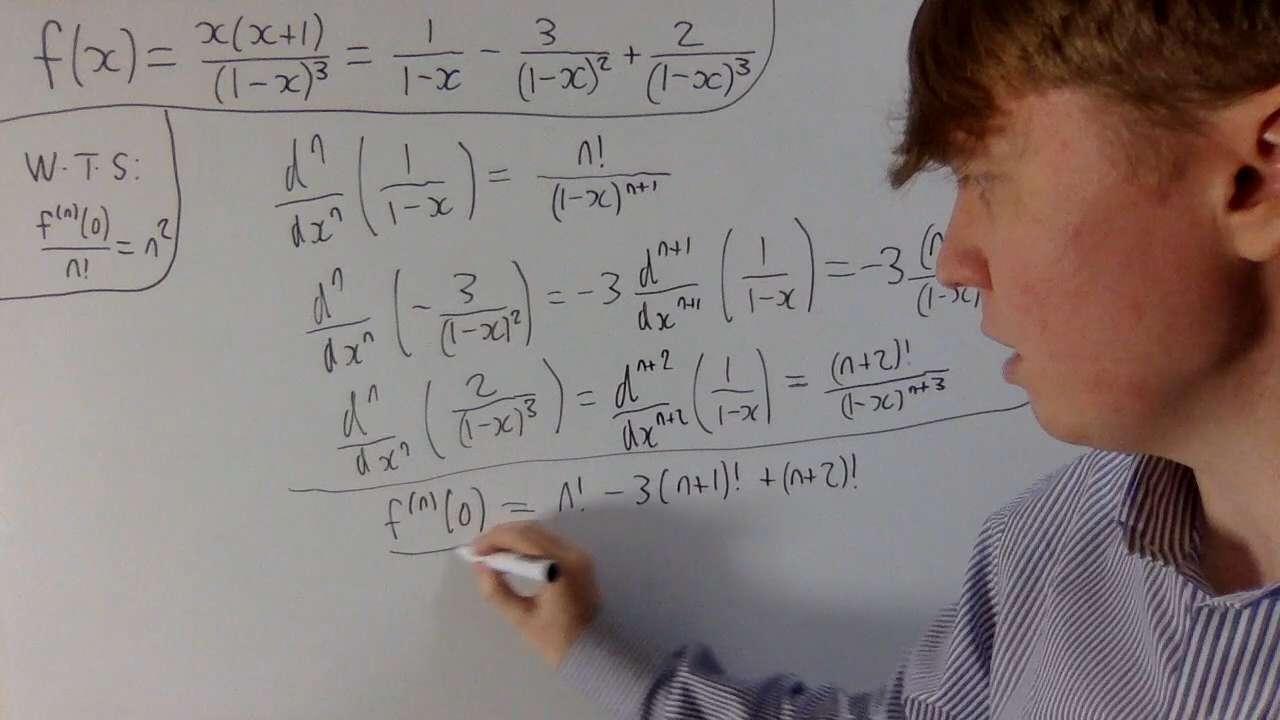 f(x) = x(x+1)/(1-x)³ = 1/(1-x) - 3/(1-x)² + 2/(1-x)³
W.T.S:
f⁽ⁿ⁾(0)/n! = n²
dⁿ/dxⁿ (1/(1-x)) = n!/(1-x)ⁿ⁺¹
dⁿ/dxⁿ (-3/(1-x)²) = -3 dⁿ⁺¹/dxⁿ⁺¹ (1/(1-x)) = -3 (n/(1-x)
dⁿ/dxⁿ (2/(1-x)³) = dⁿ⁺²/dxⁿ⁺² (1/(1-x)) = (n+2)!/(1-x)ⁿ⁺³
f⁽ⁿ⁾(0) = n! - 3(n+1)! + (n+2)!